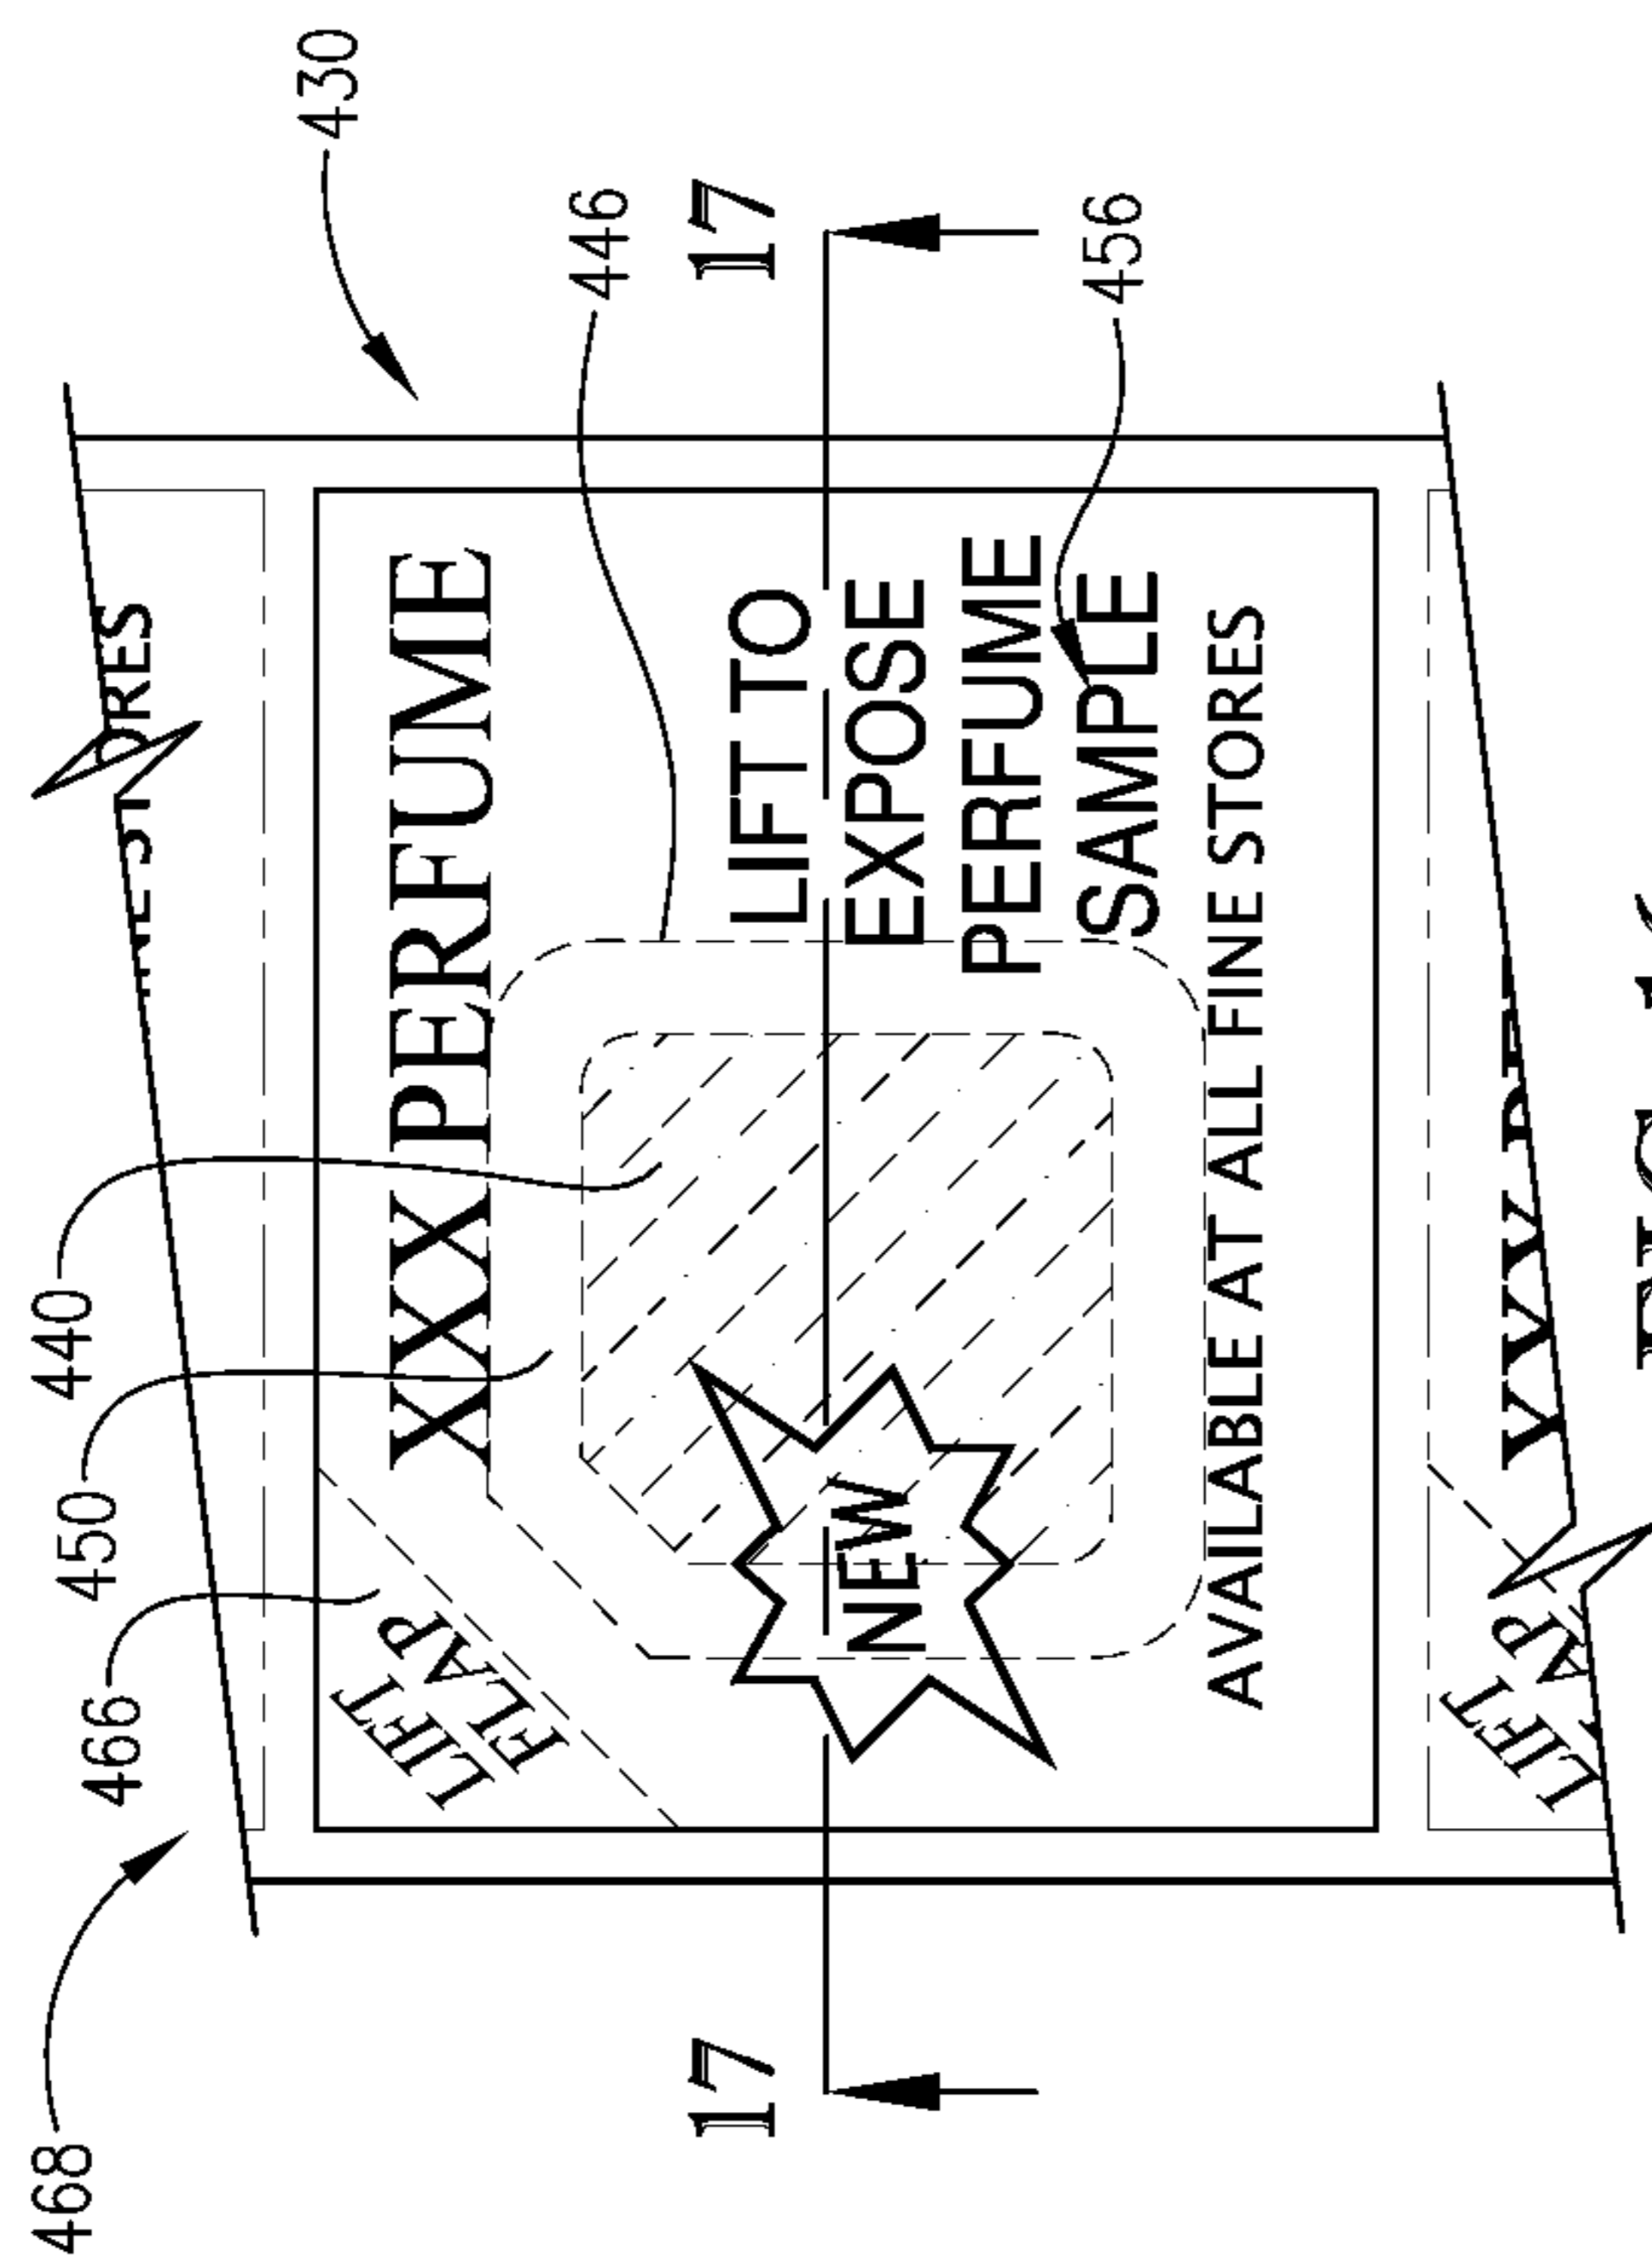 468
466
450
440
430
446
17
17
456
XXX PERFUME
LIFT
FLAP
LIFT TO
EXPOSE
PERFUME
SAMPLE
NEW
AVAILABLE AT ALL FINE STORES
LIFT